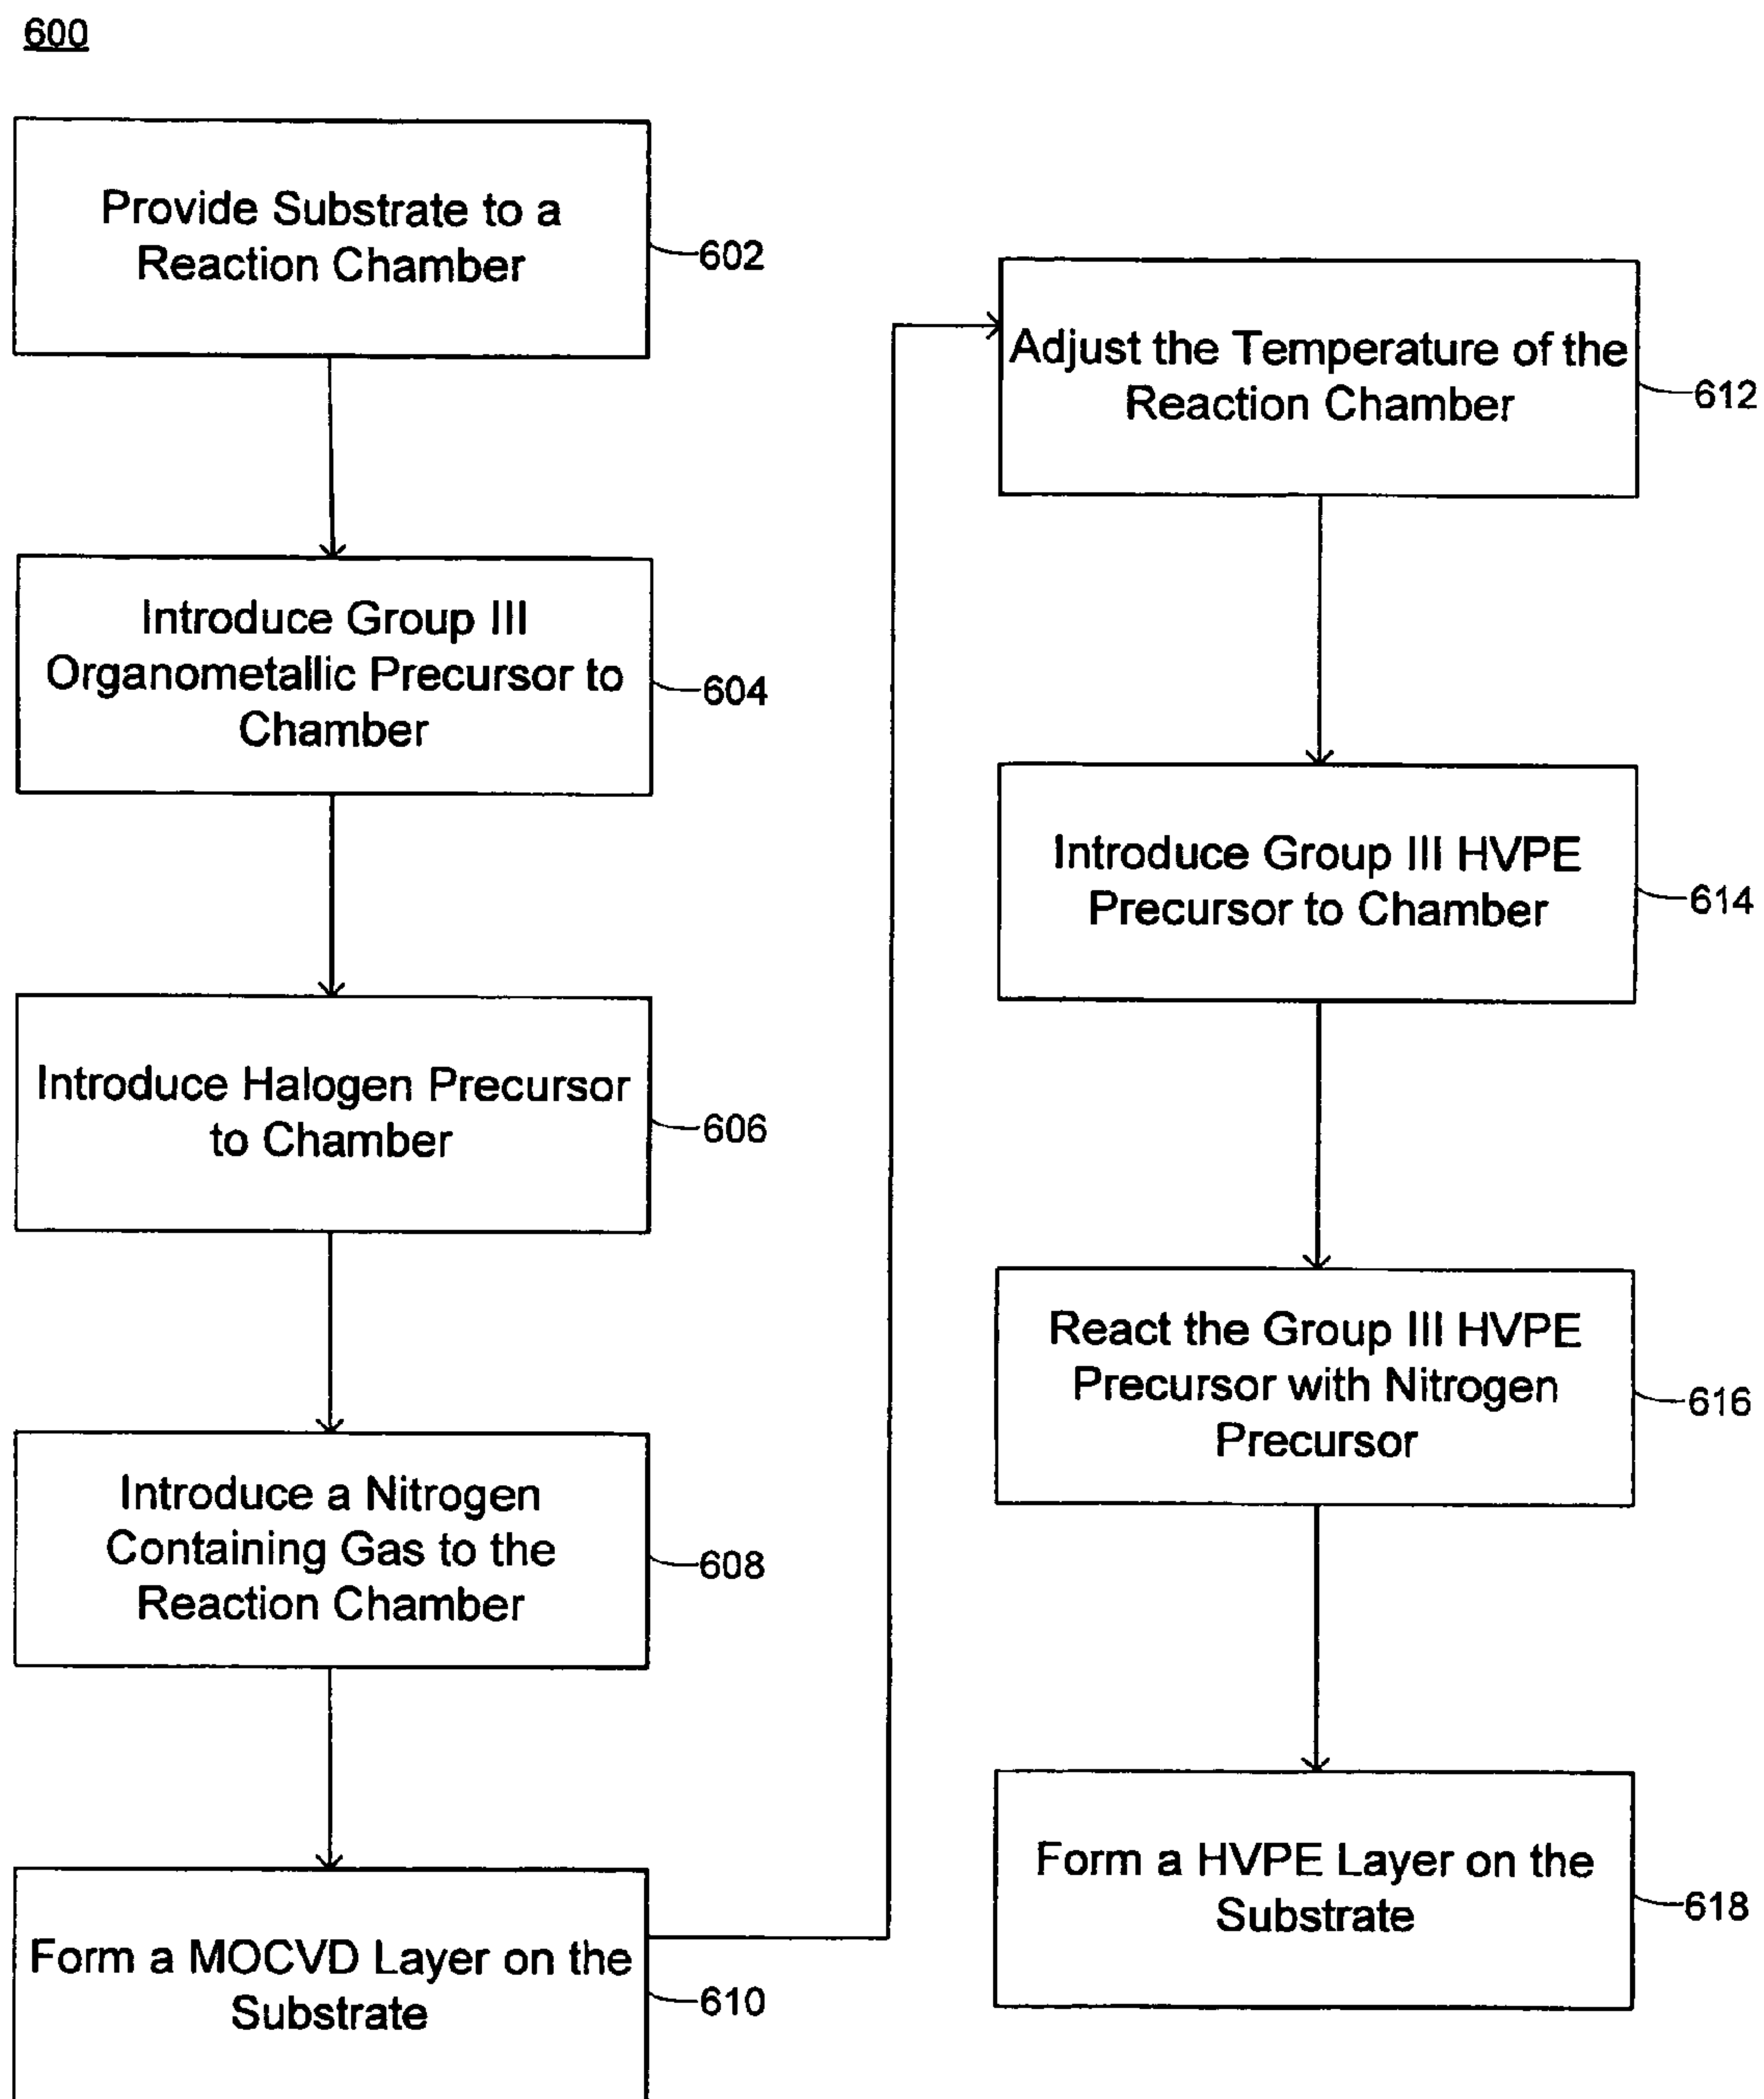 600
Provide Substrate to a
Reaction Chamber
602
Introduce Group III
Organometallic Precursor to
Chamber
604
Introduce Halogen Precursor
to Chamber
606
Introduce a Nitrogen
Containing Gas to the
Reaction Chamber
608
Form a MOCVD Layer on the
Substrate
610
Adjust the Temperature of the
Reaction Chamber
612
Introduce Group III HVPE
Precursor to Chamber
614
React the Group III HVPE
Precursor with Nitrogen
Precursor
616
Form a HVPE Layer on the
Substrate
618